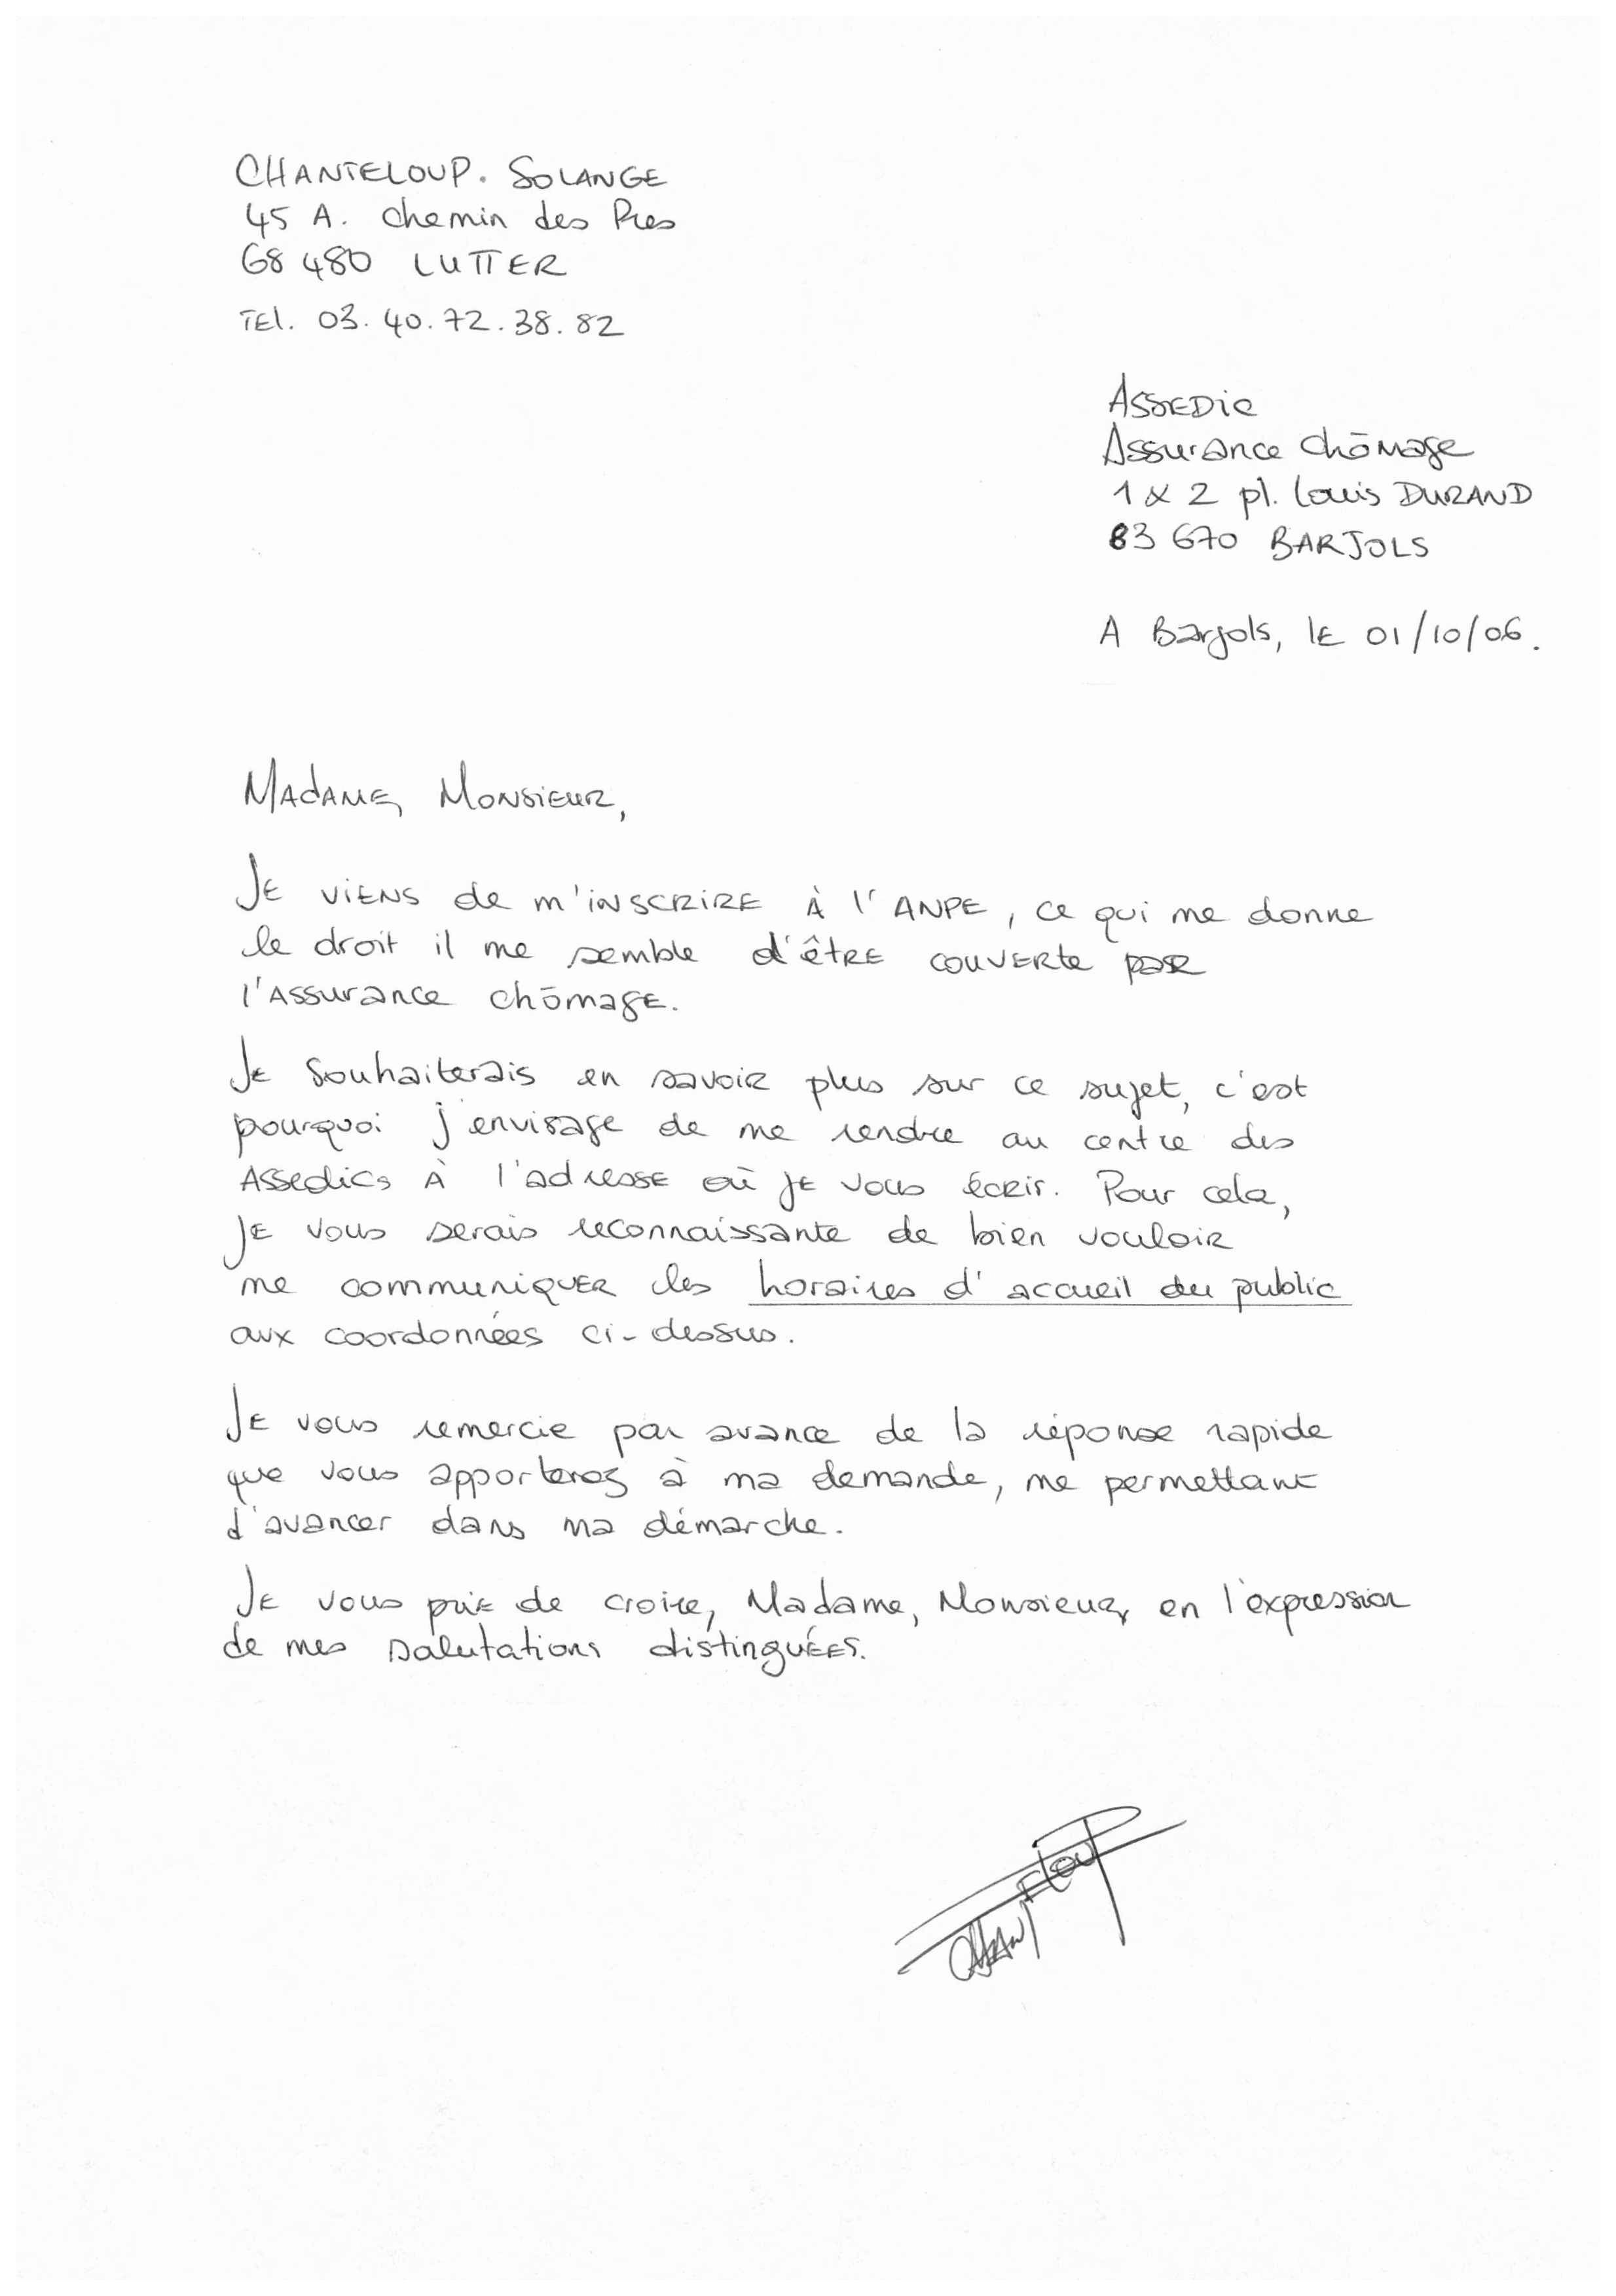 CHANTELOUP. SOLANGE
45 A. chemin des Pres
68 480 LUTTER
TEl. 03. 40. 72. 38. 82
ASSEDic
Assurance Chômage
1 & 2 pl. Louis DURAND
83 670 BARJOLS
A Barjols, lE 01/10/06.
MADAME, MONSIEUR,
JE VIENS de m'INSCRIRE À l'ANPE, ce qui me donne
le droit il me semble d'êtRE couverte par
l'Assurance chômage.
Je Souhaiterais en savoir plus sur ce sujet, c'est
pourquoi j'envisage de me rendre au centre des
Assedics À l'adresse où je vous écrir. Pour cela,
je vous serais reconnaissante de bien vouloir
me communiquer les horaires d'accueil du public
aux coordonnées ci-dessus.
Je vous remercie par avance de la réponse rapide
que vous apporterez à ma demande, me permettant
d'avancer dans ma démarche.
Je vous prie de croire, Madame, Monsieur, en l'expression
de mes salutations distinguées.
CHANTELOUP